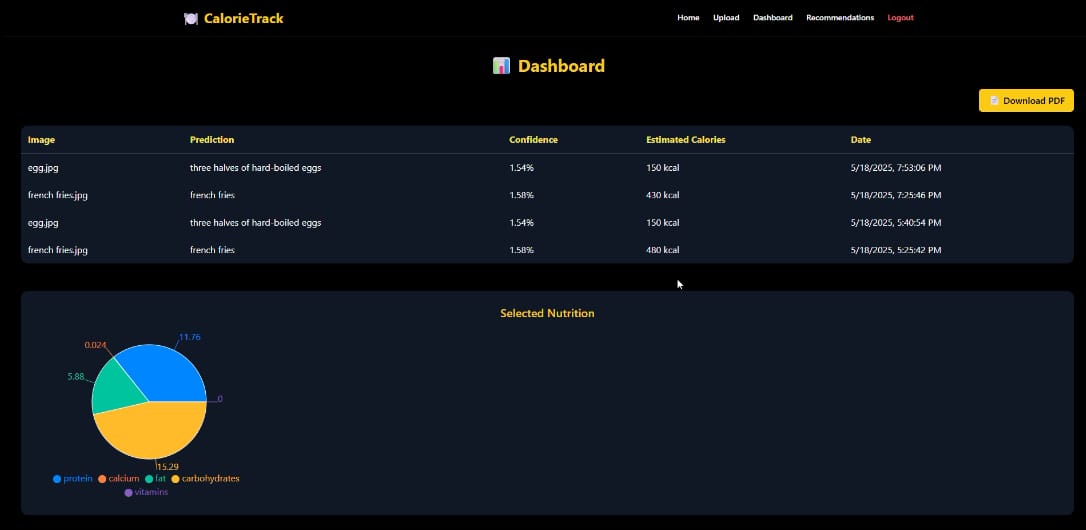 CalorieTrack
Home Upload Dashboard Recommendations Logout
Dashboard
Download PDF
Image Prediction Confidence Estimated Calories Date
egg.jpg three halves of hard-boiled eggs 1.54% 150 kcal 5/18/2025, 7:53:06 PM
french fries.jpg french fries 1.58% 430 kcal 5/18/2025, 7:25:46 PM
egg.jpg three halves of hard-boiled eggs 1.54% 150 kcal 5/18/2025, 5:40:54 PM
french fries.jpg french fries 1.58% 480 kcal 5/18/2025, 5:25:42 PM
Selected Nutrition
11.76
0.024
5.88
0
15.29
protein calcium fat carbohydrates
vitamins